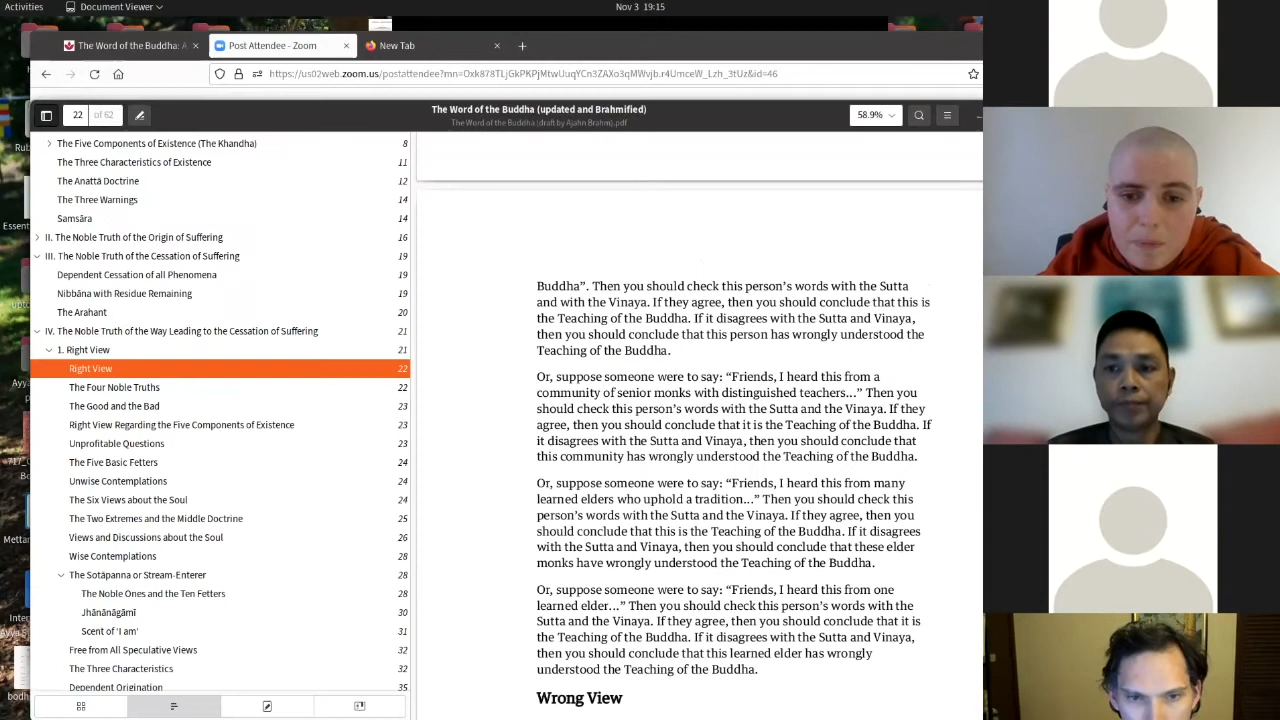 Activities
Document Viewer
Nov 3 19:15
The Word of the Buddha: A
Post Attendee - Zoom
New Tab
https://us02web.zoom.us/postattendee?mn=Oxk878TLjGkPKPjMtwUuqYCn3ZAXo3qMWvjb.r4UmceW_Lzh_3tUz&id=46
22 of 62
The Word of the Buddha (updated and Brahmified)
The Word of the Buddha (draft by Ajahn Brahm).pdf
58.9%
The Five Components of Existence (The Khandha) 8
The Three Characteristics of Existence 11
The Anattā Doctrine 12
The Three Warnings 14
Samsāra 14
II. The Noble Truth of the Origin of Suffering 16
III. The Noble Truth of the Cessation of Suffering 19
Dependent Cessation of all Phenomena 19
Nibbāna with Residue Remaining 19
The Arahant 20
IV. The Noble Truth of the Way Leading to the Cessation of Suffering 21
1. Right View 21
Right View 22
The Four Noble Truths 22
The Good and the Bad 23
Right View Regarding the Five Components of Existence 23
Unprofitable Questions 23
The Five Basic Fetters 24
Unwise Contemplations 24
The Six Views about the Soul 24
The Two Extremes and the Middle Doctrine 25
Views and Discussions about the Soul 26
Wise Contemplations 28
The Sotāpanna or Stream-Enterer 28
The Noble Ones and the Ten Fetters 28
Jhānānāgāmī 30
Scent of 'I am' 31
Free from All Speculative Views 32
The Three Characteristics 32
Dependent Origination 35
Buddha”. Then you should check this person’s words with the Sutta
and with the Vinaya. If they agree, then you should conclude that this is
the Teaching of the Buddha. If it disagrees with the Sutta and Vinaya,
then you should conclude that this person has wrongly understood the
Teaching of the Buddha.
Or, suppose someone were to say: “Friends, I heard this from a
community of senior monks with distinguished teachers...” Then you
should check this person’s words with the Sutta and the Vinaya. If they
agree, then you should conclude that it is the Teaching of the Buddha. If
it disagrees with the Sutta and Vinaya, then you should conclude that
this community has wrongly understood the Teaching of the Buddha.
Or, suppose someone were to say: “Friends, I heard this from many
learned elders who uphold a tradition...” Then you should check this
person’s words with the Sutta and the Vinaya. If they agree, then you
should conclude that this is the Teaching of the Buddha. If it disagrees
with the Sutta and Vinaya, then you should conclude that these elder
monks have wrongly understood the Teaching of the Buddha.
Or, suppose someone were to say: “Friends, I heard this from one
learned elder...” Then you should check this person’s words with the
Sutta and the Vinaya. If they agree, then you should conclude that it is
the Teaching of the Buddha. If it disagrees with the Sutta and Vinaya,
then you should conclude that this learned elder has wrongly
understood the Teaching of the Buddha.
Wrong View